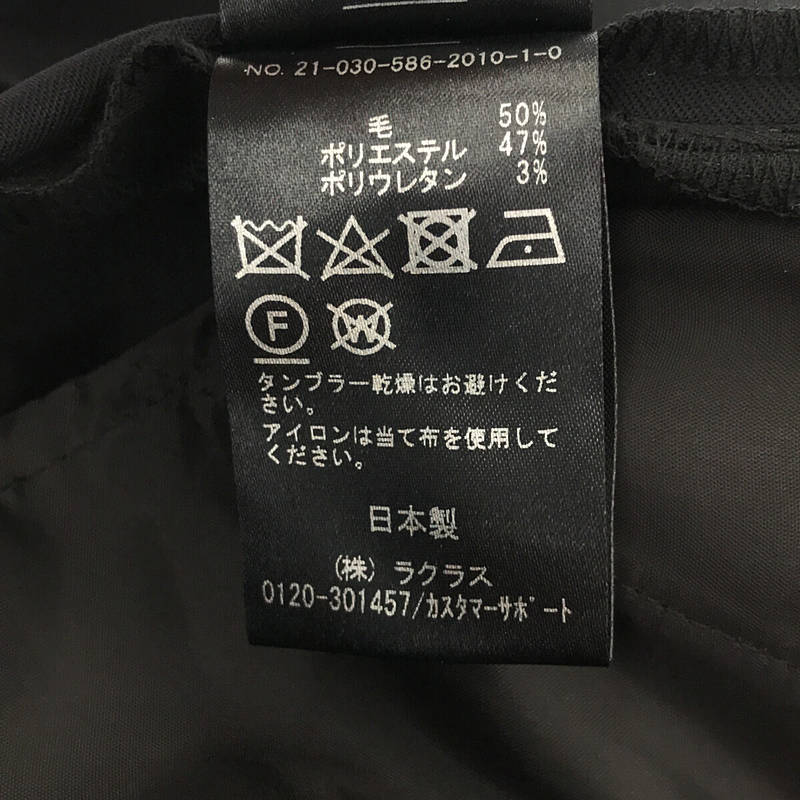 NO. 21-030-586-2010-1-0
毛 50%
ポリエステル 47%
ポリウレタン 3%
F W
タンブラー乾燥はお避けくだ
さい。
アイロンは当て布を使用して
ください。
日本製
(株) ラクラス
0120-301457/カスタマーサポート